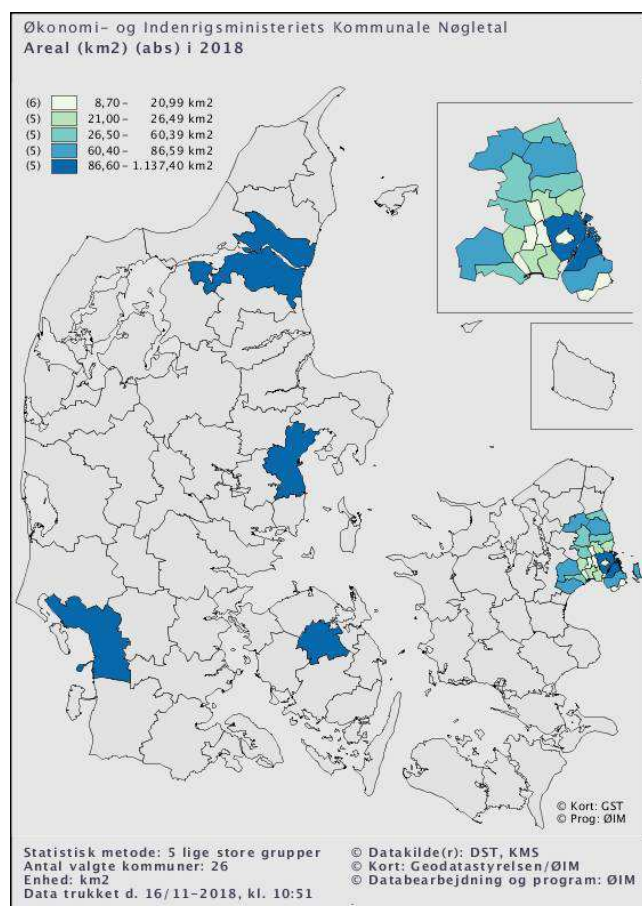 Økonomi- og Indenrigsministeriets Kommunale Nøgletal
Areal (km2) (abs) i 2018
(6) 8,70- 20,99 km2
(5) 21,00- 26,49 km2
(5) 26,50- 60,39 km2
(5) 60,40- 86,59 km2
(5) 86,60- 1.137,40 km2
© Kort: GST
© Prog: ØIM
Statistisk metode: 5 lige store grupper
Antal valgte kommuner: 26
Enhed: km2
Data trukket d. 16/11-2018, kl. 10:51
© Datakilde(r): DST, KMS
© Kort: Geodatastyrelsen/ØIM
© Databearbejdning og program: ØIM